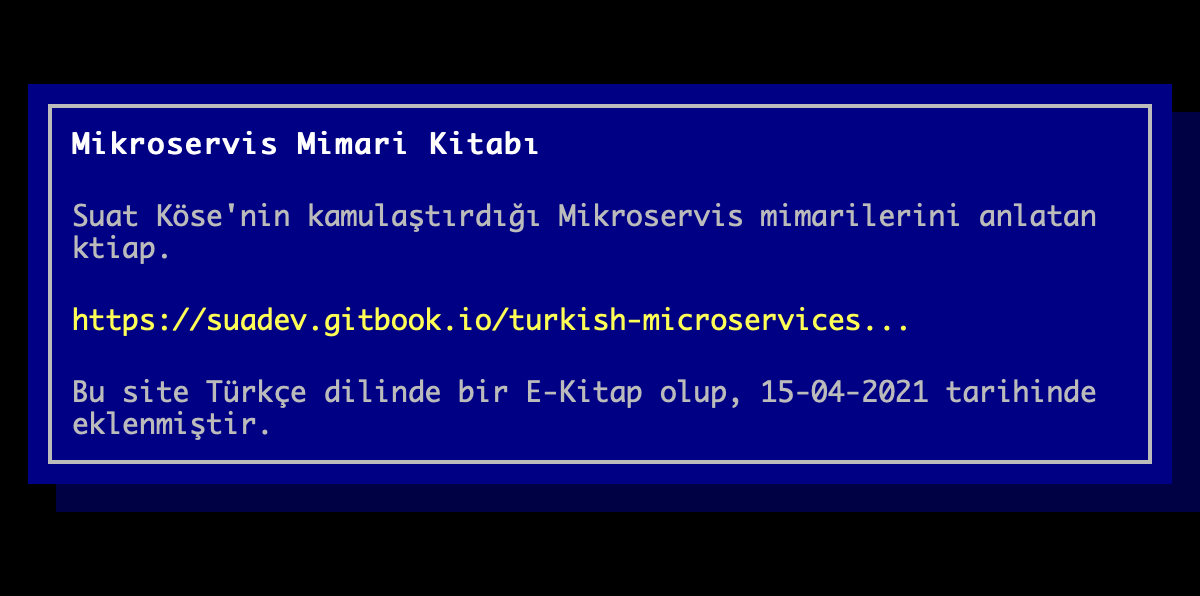 Mikroservis Mimari Kitabı
Suat Köse'nin kamulaştırdığı Mikroservis mimarilerini anlatan
ktiap.
https://suadev.gitbook.io/turkish-microservices...
Bu site Türkçe dilinde bir E-Kitap olup, 15-04-2021 tarihinde
eklenmiştir.